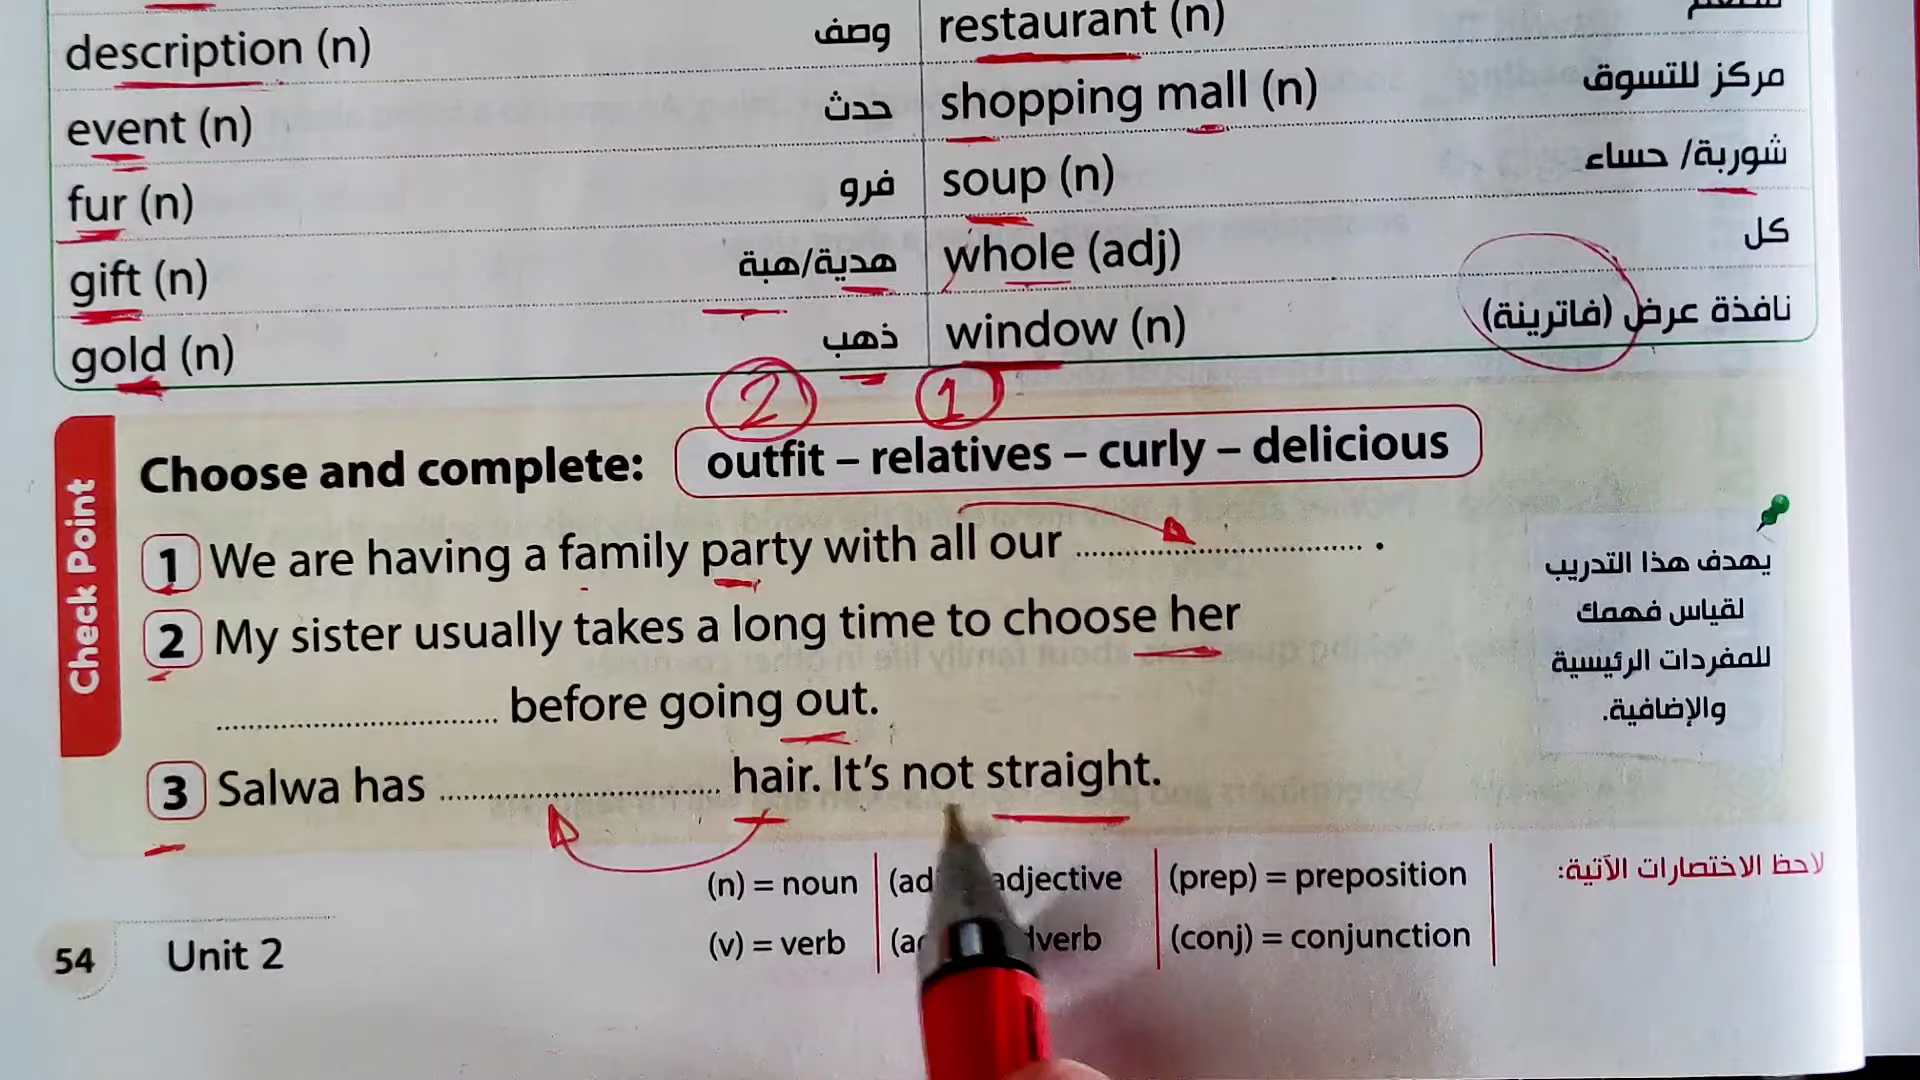 description (n) وصف restaurant (n)
event (n) حدث shopping mall (n) مركز للتسوق
fur (n) فرو soup (n) شوربة/ حساء
gift (n) هدية/هبة whole (adj) كل
gold (n) ذهب window (n) نافذة عرض (فاترينة)
2 1
Check Point
Choose and complete: outfit – relatives – curly – delicious
1 We are having a family party with all our .
2 My sister usually takes a long time to choose her
before going out.
3 Salwa has hair. It's not straight.
يهدف هذا التدريب
لقياس فهمك
للمفردات الرئيسية
والإضافية.
لاحظ الاختصارات الآتية:
(n) = noun (ad adjective (prep) = preposition
(v) = verb (conj) = conjunction
54 Unit 2